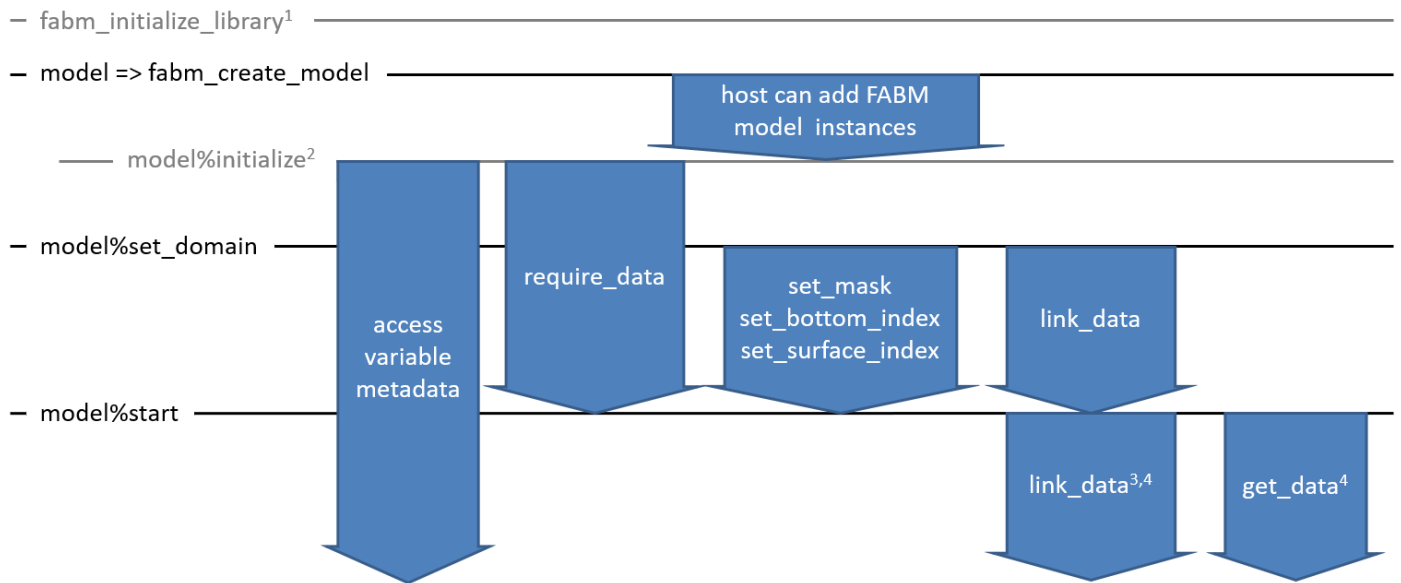 fabm_initialize_library¹
model => fabm_create_model
host can add FABM
model instances
model%initialize²
model%set_domain
require_data
set_mask
set_bottom_index
set_surface_index
link_data
access
variable
metadata
model%start
link_data³,⁴
get_data⁴